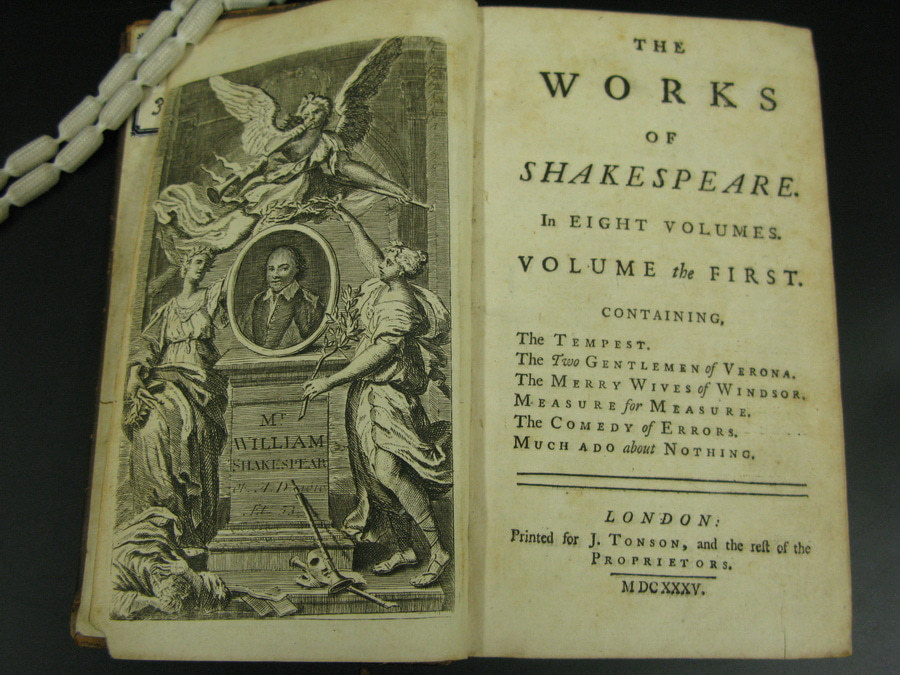 3
Mr
WILLIAM
SHAKESPEAR
THE
WORKS
OF
SHAKESPEARE.
In EIGHT VOLUMES.
VOLUME the FIRST.
CONTAINING,
The TEMPEST.
The Two GENTLEMEN of VERONA.
The MERRY WIVES of WINDSOR.
MEASURE for MEASURE.
The COMEDY of ERRORS.
MUCH ADO about NOTHING.
LONDON:
Printed for J. TONSON, and the reſt of the
PROPRIETORS.
MDCXXXV.